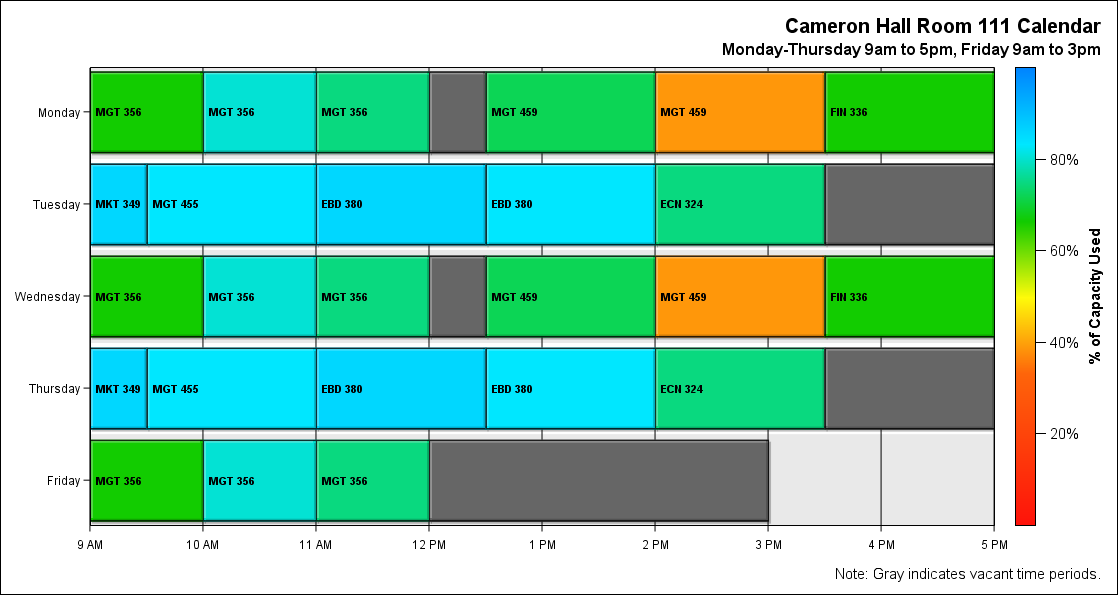 Cameron Hall Room 111 Calendar
Monday-Thursday 9am to 5pm, Friday 9am to 3pm
Monday MGT 356 MGT 356 MGT 356 MGT 459 MGT 459 FIN 336
80%
Tuesday MKT 349 MGT 455 EBD 380 EBD 380 ECN 324
60%
% of Capacity Used
Wednesday MGT 356 MGT 356 MGT 356 MGT 459 MGT 459 FIN 336
40%
Thursday MKT 349 MGT 455 EBD 380 EBD 380 ECN 324
20%
Friday MGT 356 MGT 356 MGT 356
9 AM 10 AM 11 AM 12 PM 1 PM 2 PM 3 PM 4 PM 5 PM
Note: Gray indicates vacant time periods.